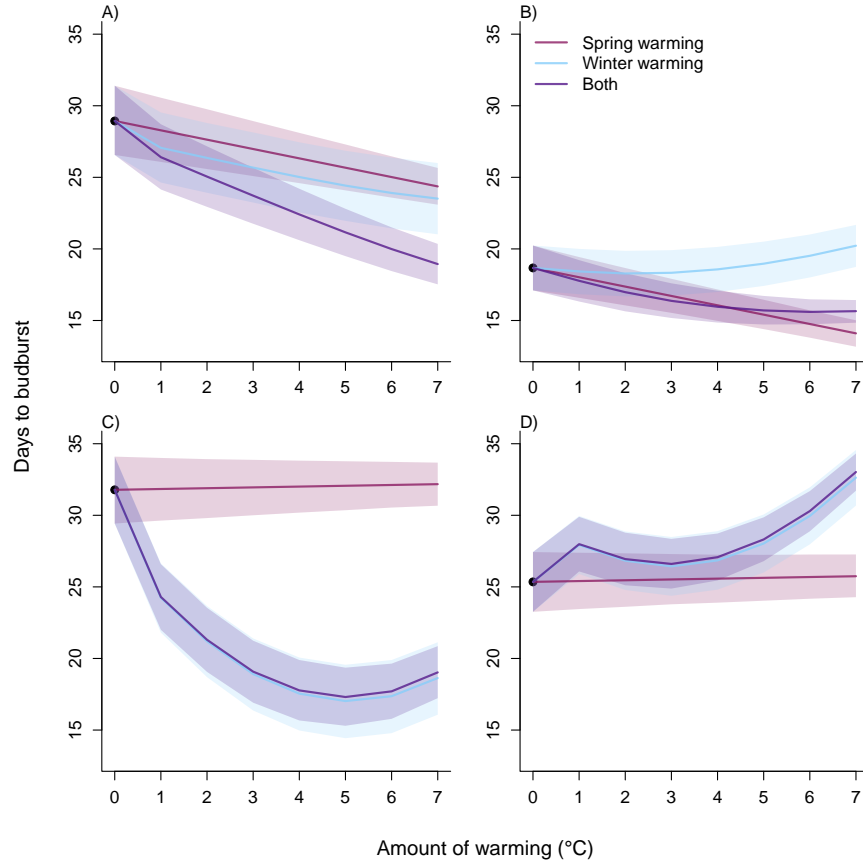 A)
35
30
25
20
15
0 1 2 3 4 5 6 7
B)
Spring warming
Winter warming
Both
35
30
25
20
15
0 1 2 3 4 5 6 7
C)
35
30
25
20
15
0 1 2 3 4 5 6 7
D)
35
30
25
20
15
0 1 2 3 4 5 6 7
Days to budburst
Amount of warming (°C)